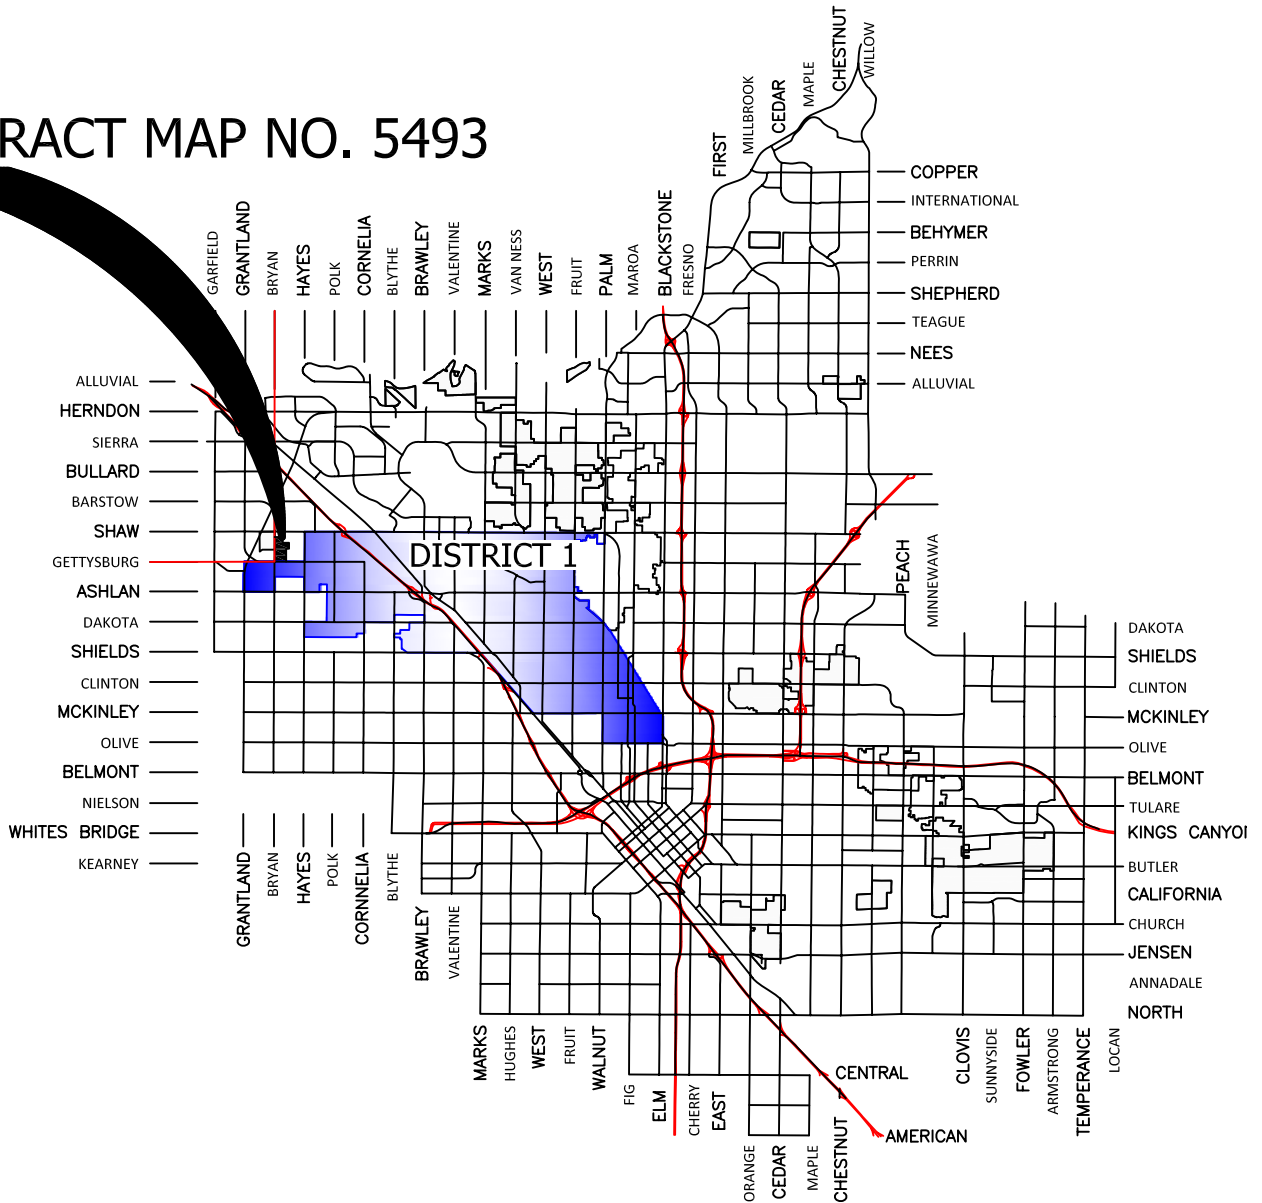 RACT MAP NO. 5493
CHESTNUT
WILLOW
MAPLE
CEDAR
MILLBROOK
FIRST
COPPER
INTERNATIONAL
BEHYMER
PERRIN
SHEPHERD
TEAGUE
NEES
ALLUVIAL
GARFIELD
GRANTLAND
BRYAN
HAYES
POLK
CORNELIA
BLYTHE
BRAWLEY
VALENTINE
MARKS
VAN NESS
WEST
FRUIT
PALM
MAROA
BLACKSTONE
FRESNO
ALLUVIAL
HERNDON
SIERRA
BULLARD
BARSTOW
SHAW
GETTYSBURG
ASHLAN
DAKOTA
SHIELDS
CLINTON
MCKINLEY
OLIVE
BELMONT
NIELSON
WHITES BRIDGE
KEARNEY
DISTRICT 1
PEACH
MINNEWAWA
DAKOTA
SHIELDS
CLINTON
MCKINLEY
OLIVE
BELMONT
TULARE
KINGS CANYO
BUTLER
CALIFORNIA
CHURCH
JENSEN
ANNADALE
NORTH
GRANTLAND
BRYAN
HAYES
POLK
CORNNELIA
BLYTHE
BRAWLEY
VALENTINE
MARKS
HUGHES
WEST
FRUIT
WALNUT
FIG
ELM
CHERRY
EAST
ORANGE
CEDAR
MAPLE
CHESTNUT
CENTRAL
AMERICAN
CLOVIS
SUNNYSIDE
FOWLER
ARMSTRONG
TEMPERANCE
LOCAN